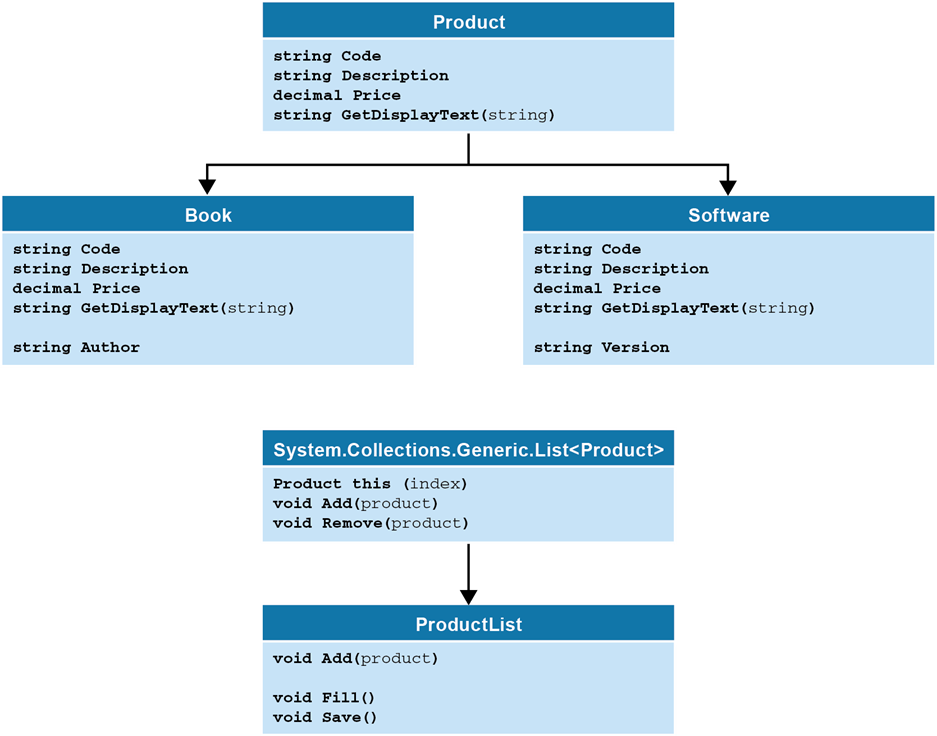 Product
string Code
string Description
decimal Price
string GetDisplayText(string)
Book
string Code
string Description
decimal Price
string GetDisplayText(string)
string Author
Software
string Code
string Description
decimal Price
string GetDisplayText(string)
string Version
System.Collections.Generic.List<Product>
Product this (index)
void Add(product)
void Remove(product)
ProductList
void Add(product)
void Fill()
void Save()